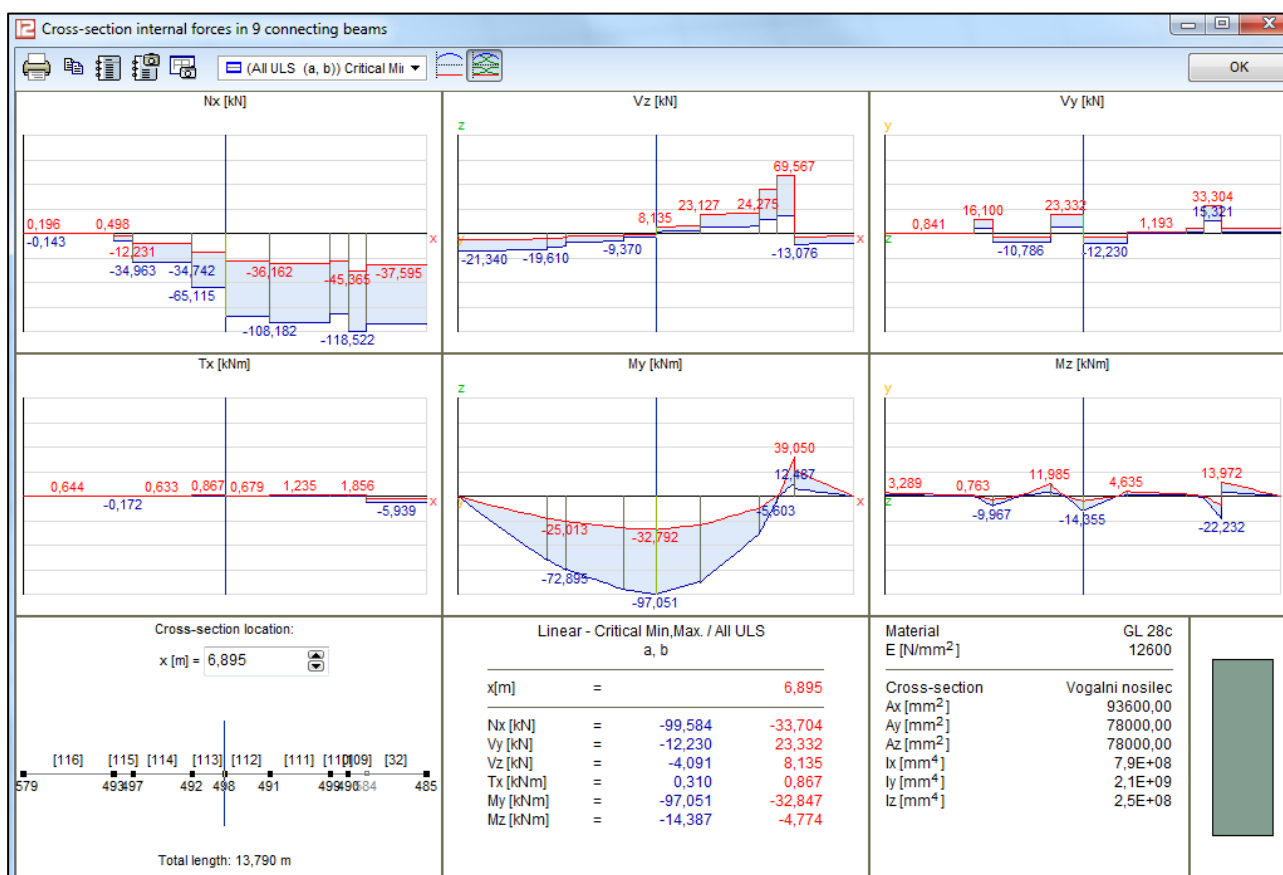 Cross-section internal forces in 9 connecting beams
(All ULS (a, b)) Critical Mi
OK
Nx [kN]
0,196
0,498
-0,143
-12,231
-34,963
-34,742
-65,115
-36,162
-108,182
-45,365
-118,522
-37,595
x
Vz [kN]
z
69,567
8,135
23,127
24,275
-21,340
-19,610
-9,370
-13,076
x
Vy [kN]
y
0,841
16,100
23,332
1,193
33,304
15,321
z
-10,786
-12,230
Tx [kNm]
0,644
-0,172
0,633
0,867
0,679
1,235
1,856
-5,939
x
My [kNm]
z
39,050
12,487
y
-25,013
-32,792
-5,603
x
-72,895
-97,051
Mz [kNm]
y
3,289
0,763
11,985
4,635
13,972
z
-9,967
-14,355
-22,232
Cross-section location:
x [m] = 6,895
[116] [115] [114] [113] [112] [111] [110] [109] [32]
579 493 497 492 498 491 499 490 584 485
Total length: 13,790 m
Linear - Critical Min,Max. / All ULS
a, b
x[m] = 6,895
Nx [kN] = -99,584 -33,704
Vy [kN] = -12,230 23,332
Vz [kN] = -4,091 8,135
Tx [kNm] = 0,310 0,867
My [kNm] = -97,051 -32,847
Mz [kNm] = -14,387 -4,774
Material GL 28c
E [N/mm²] 12600
Cross-section Vogalni nosilec
Ax [mm²] 93600,00
Ay [mm²] 78000,00
Az [mm²] 78000,00
Ix [mm⁴] 7,9E+08
Iy [mm⁴] 2,1E+09
Iz [mm⁴] 2,5E+08